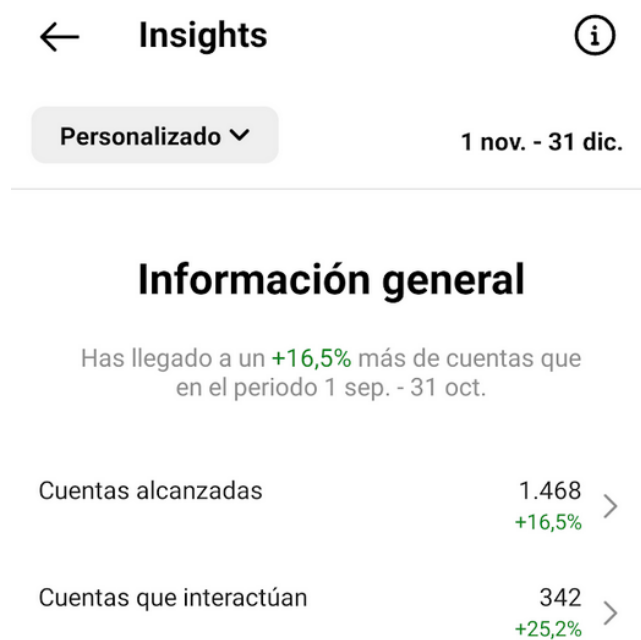 Insights
Personalizado
1 nov. - 31 dic.
Información general
Has llegado a un +16,5% más de cuentas que
en el periodo 1 sep. - 31 oct.
Cuentas alcanzadas
1.468
+16,5%
Cuentas que interactúan
342
+25,2%